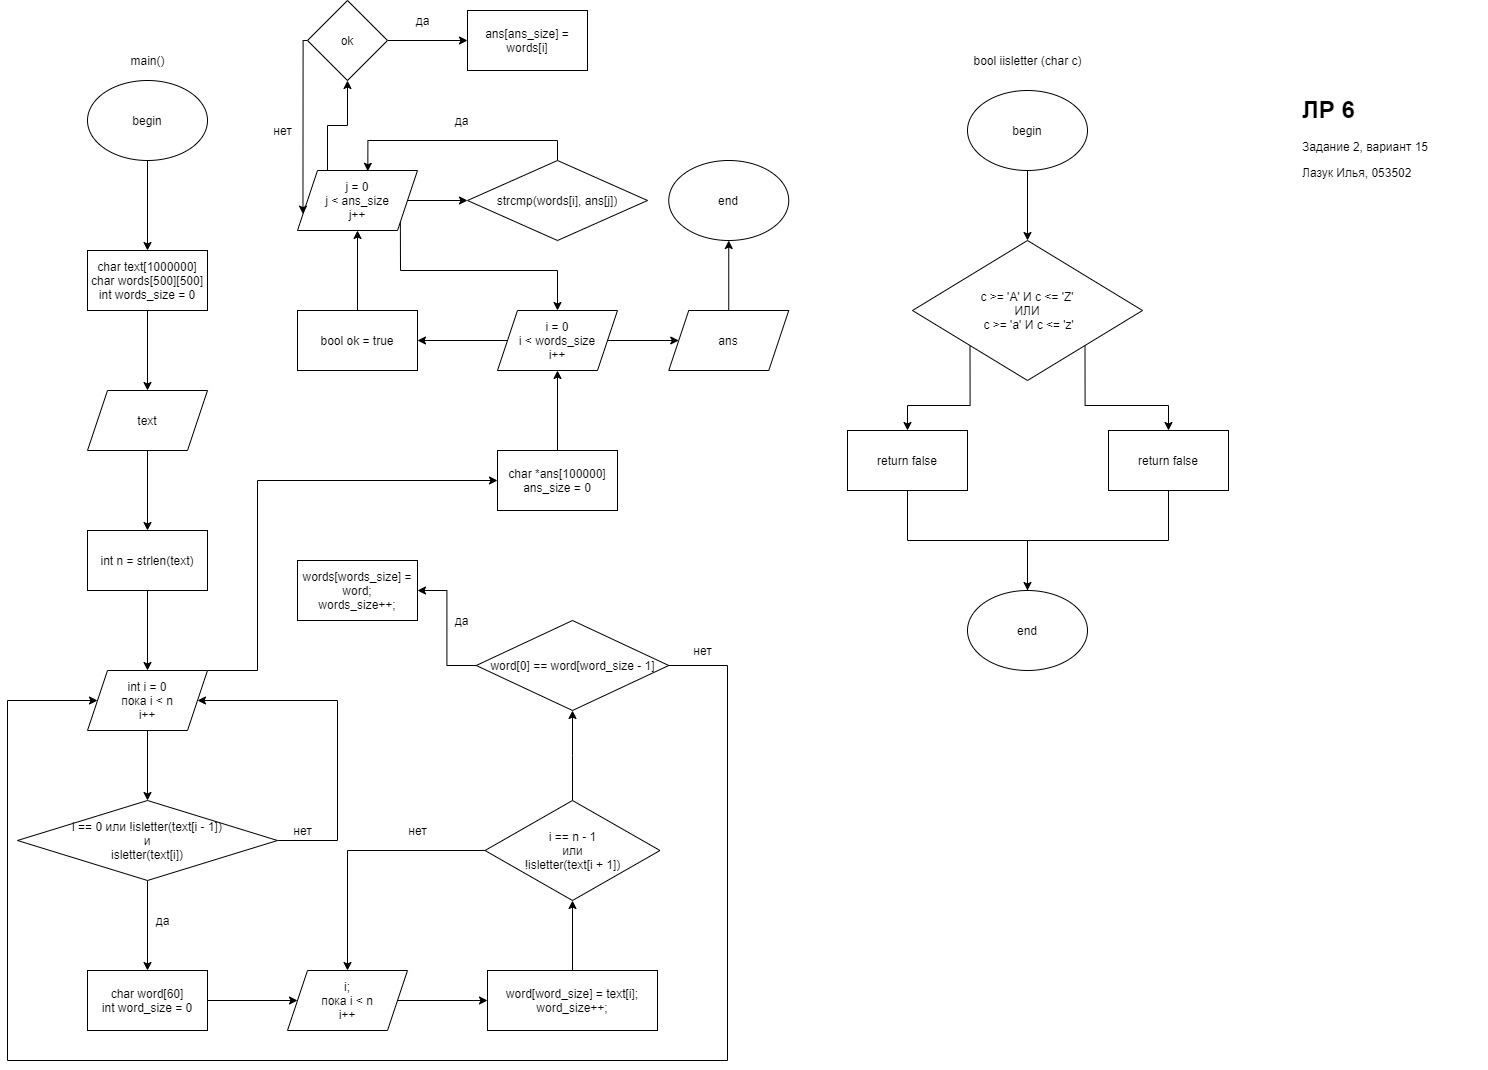 main()
begin
char text[1000000]
char words[500][500]
int words_size = 0
text
int n = strlen(text)
int i = 0
пока i < n
i++
i == 0 или !isletter(text[i - 1])
и
isletter(text[i])
нет
да
char word[60]
int word_size = 0
i;
пока i < n
i++
word[word_size] = text[i];
word_size++;
i == n - 1
или
!isletter(text[i + 1])
нет
word[0] == word[word_size - 1]
да
нет
words[words_size] =
word;
words_size++;
char *ans[100000]
ans_size = 0
i = 0
i < words_size
i++
bool ok = true
ans
end
j = 0
j < ans_size
j++
strcmp(words[i], ans[j])
да
нет
ok
да
ans[ans_size] =
words[i]
bool iisletter (char c)
begin
c >= 'A' И c <= 'Z'
ИЛИ
c >= 'a' И c <= 'z'
return false
return false
end
ЛР 6
Задание 2, вариант 15
Лазук Илья, 053502